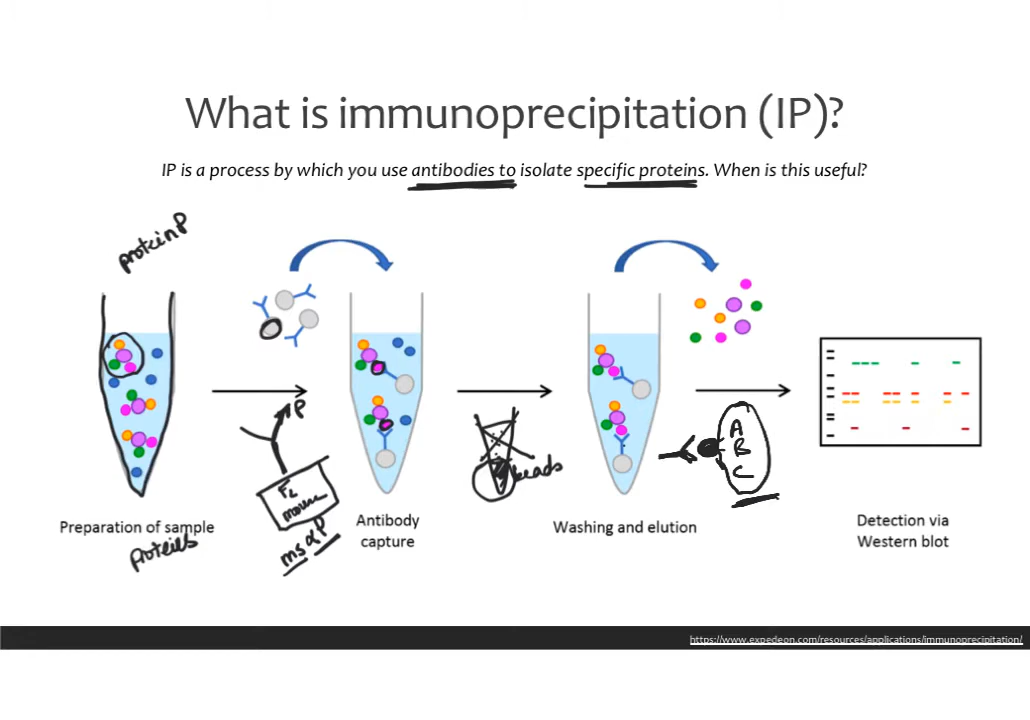 What is immunoprecipitation (IP)?
IP is a process by which you use antibodies to isolate specific proteins. When is this useful?
protein P
P
A
B
C
beads
mouse
ms α P
Preparation of sample
proteins
Antibody
capture
Washing and elution
Detection via
Western blot
https://www.expedeon.com/resources/applications/immunoprecipitation/